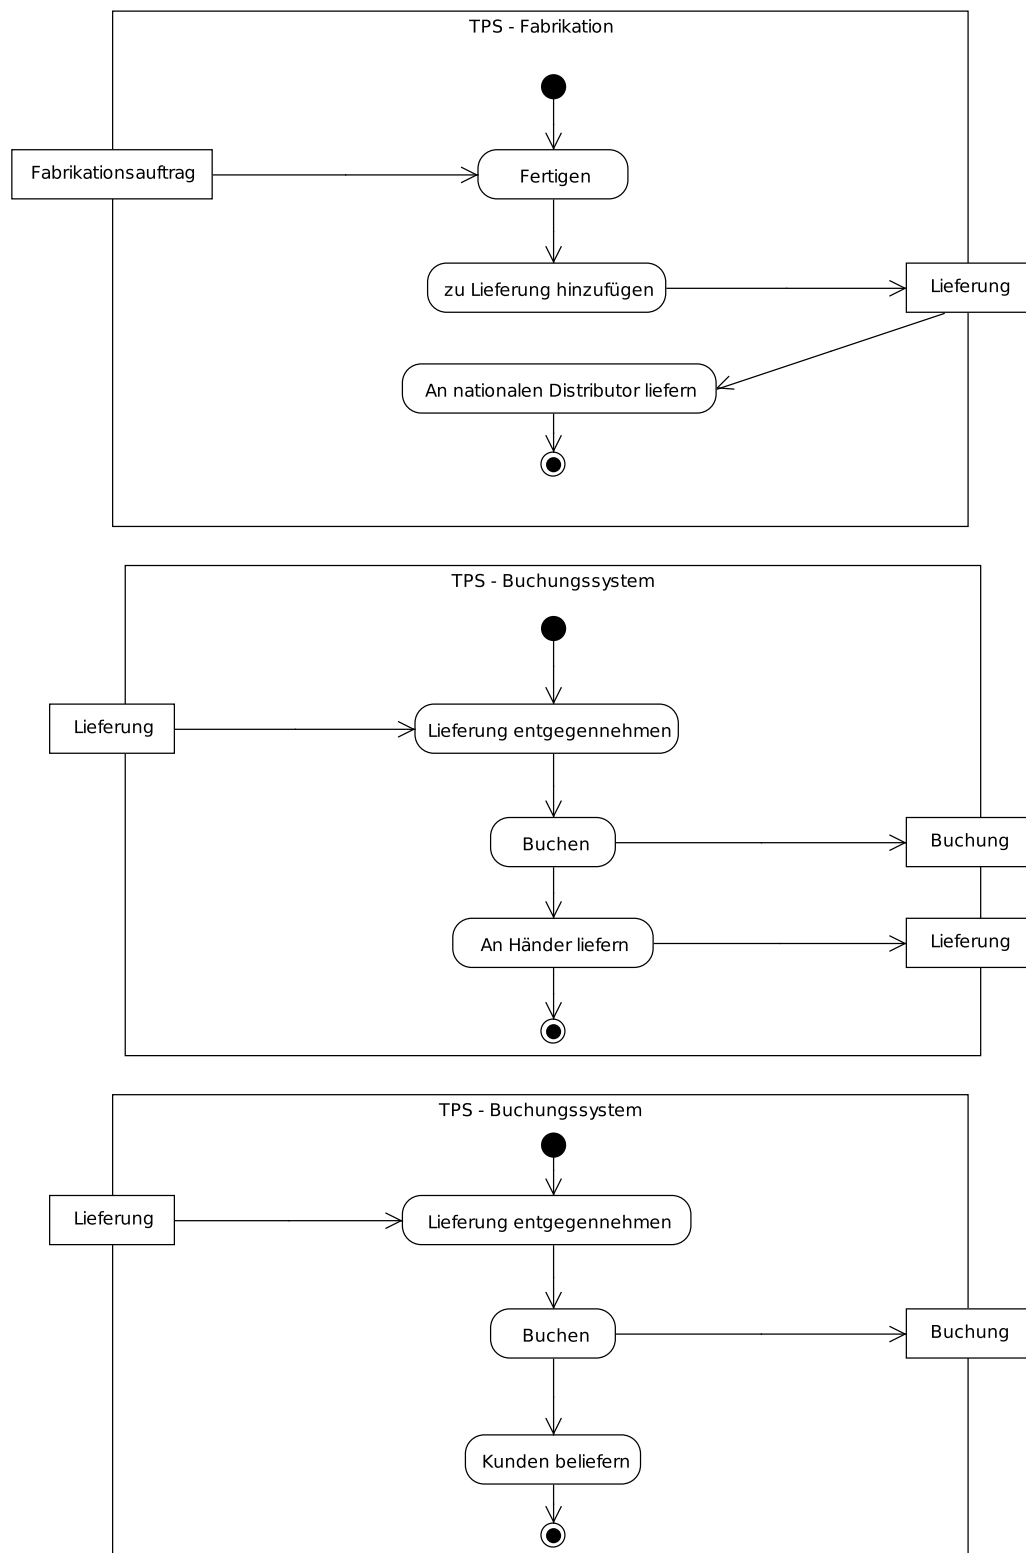 TPS - Fabrikation
Fabrikationsauftrag
Fertigen
zu Lieferung hinzufügen
Lieferung
An nationalen Distributor liefern
TPS - Buchungssystem
Lieferung
Lieferung entgegennehmen
Buchen
Buchung
An Händer liefern
Lieferung
TPS - Buchungssystem
Lieferung
Lieferung entgegennehmen
Buchen
Buchung
Kunden beliefern